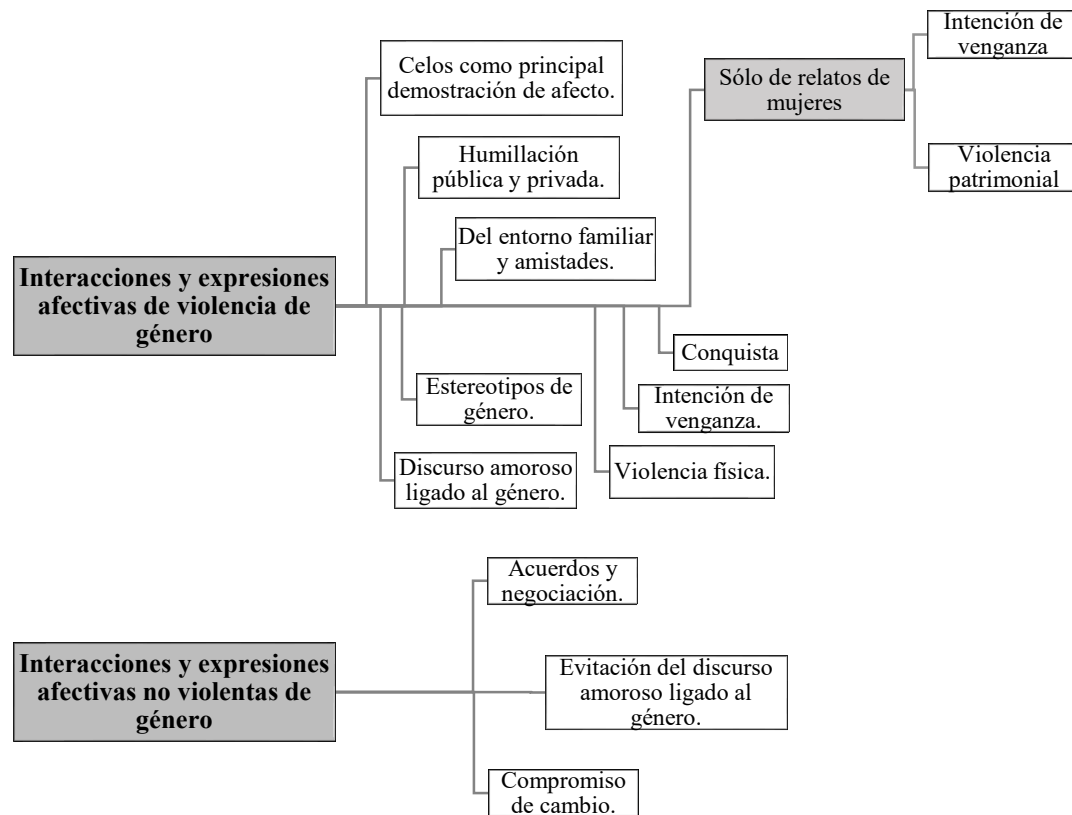 Intención de
venganza
Celos como principal
demostración de afecto.
Sólo de relatos de
mujeres
Humillación
pública y privada.
Violencia
patrimonial
Del entorno familiar
y amistades.
Interacciones y expresiones
afectivas de violencia de
género
Conquista
Estereotipos de
género.
Intención de
venganza.
Discurso amoroso
ligado al género.
Violencia física.
Acuerdos y
negociación.
Interacciones y expresiones
afectivas no violentas de
género
Evitación del discurso
amoroso ligado al
género.
Compromiso
de cambio.